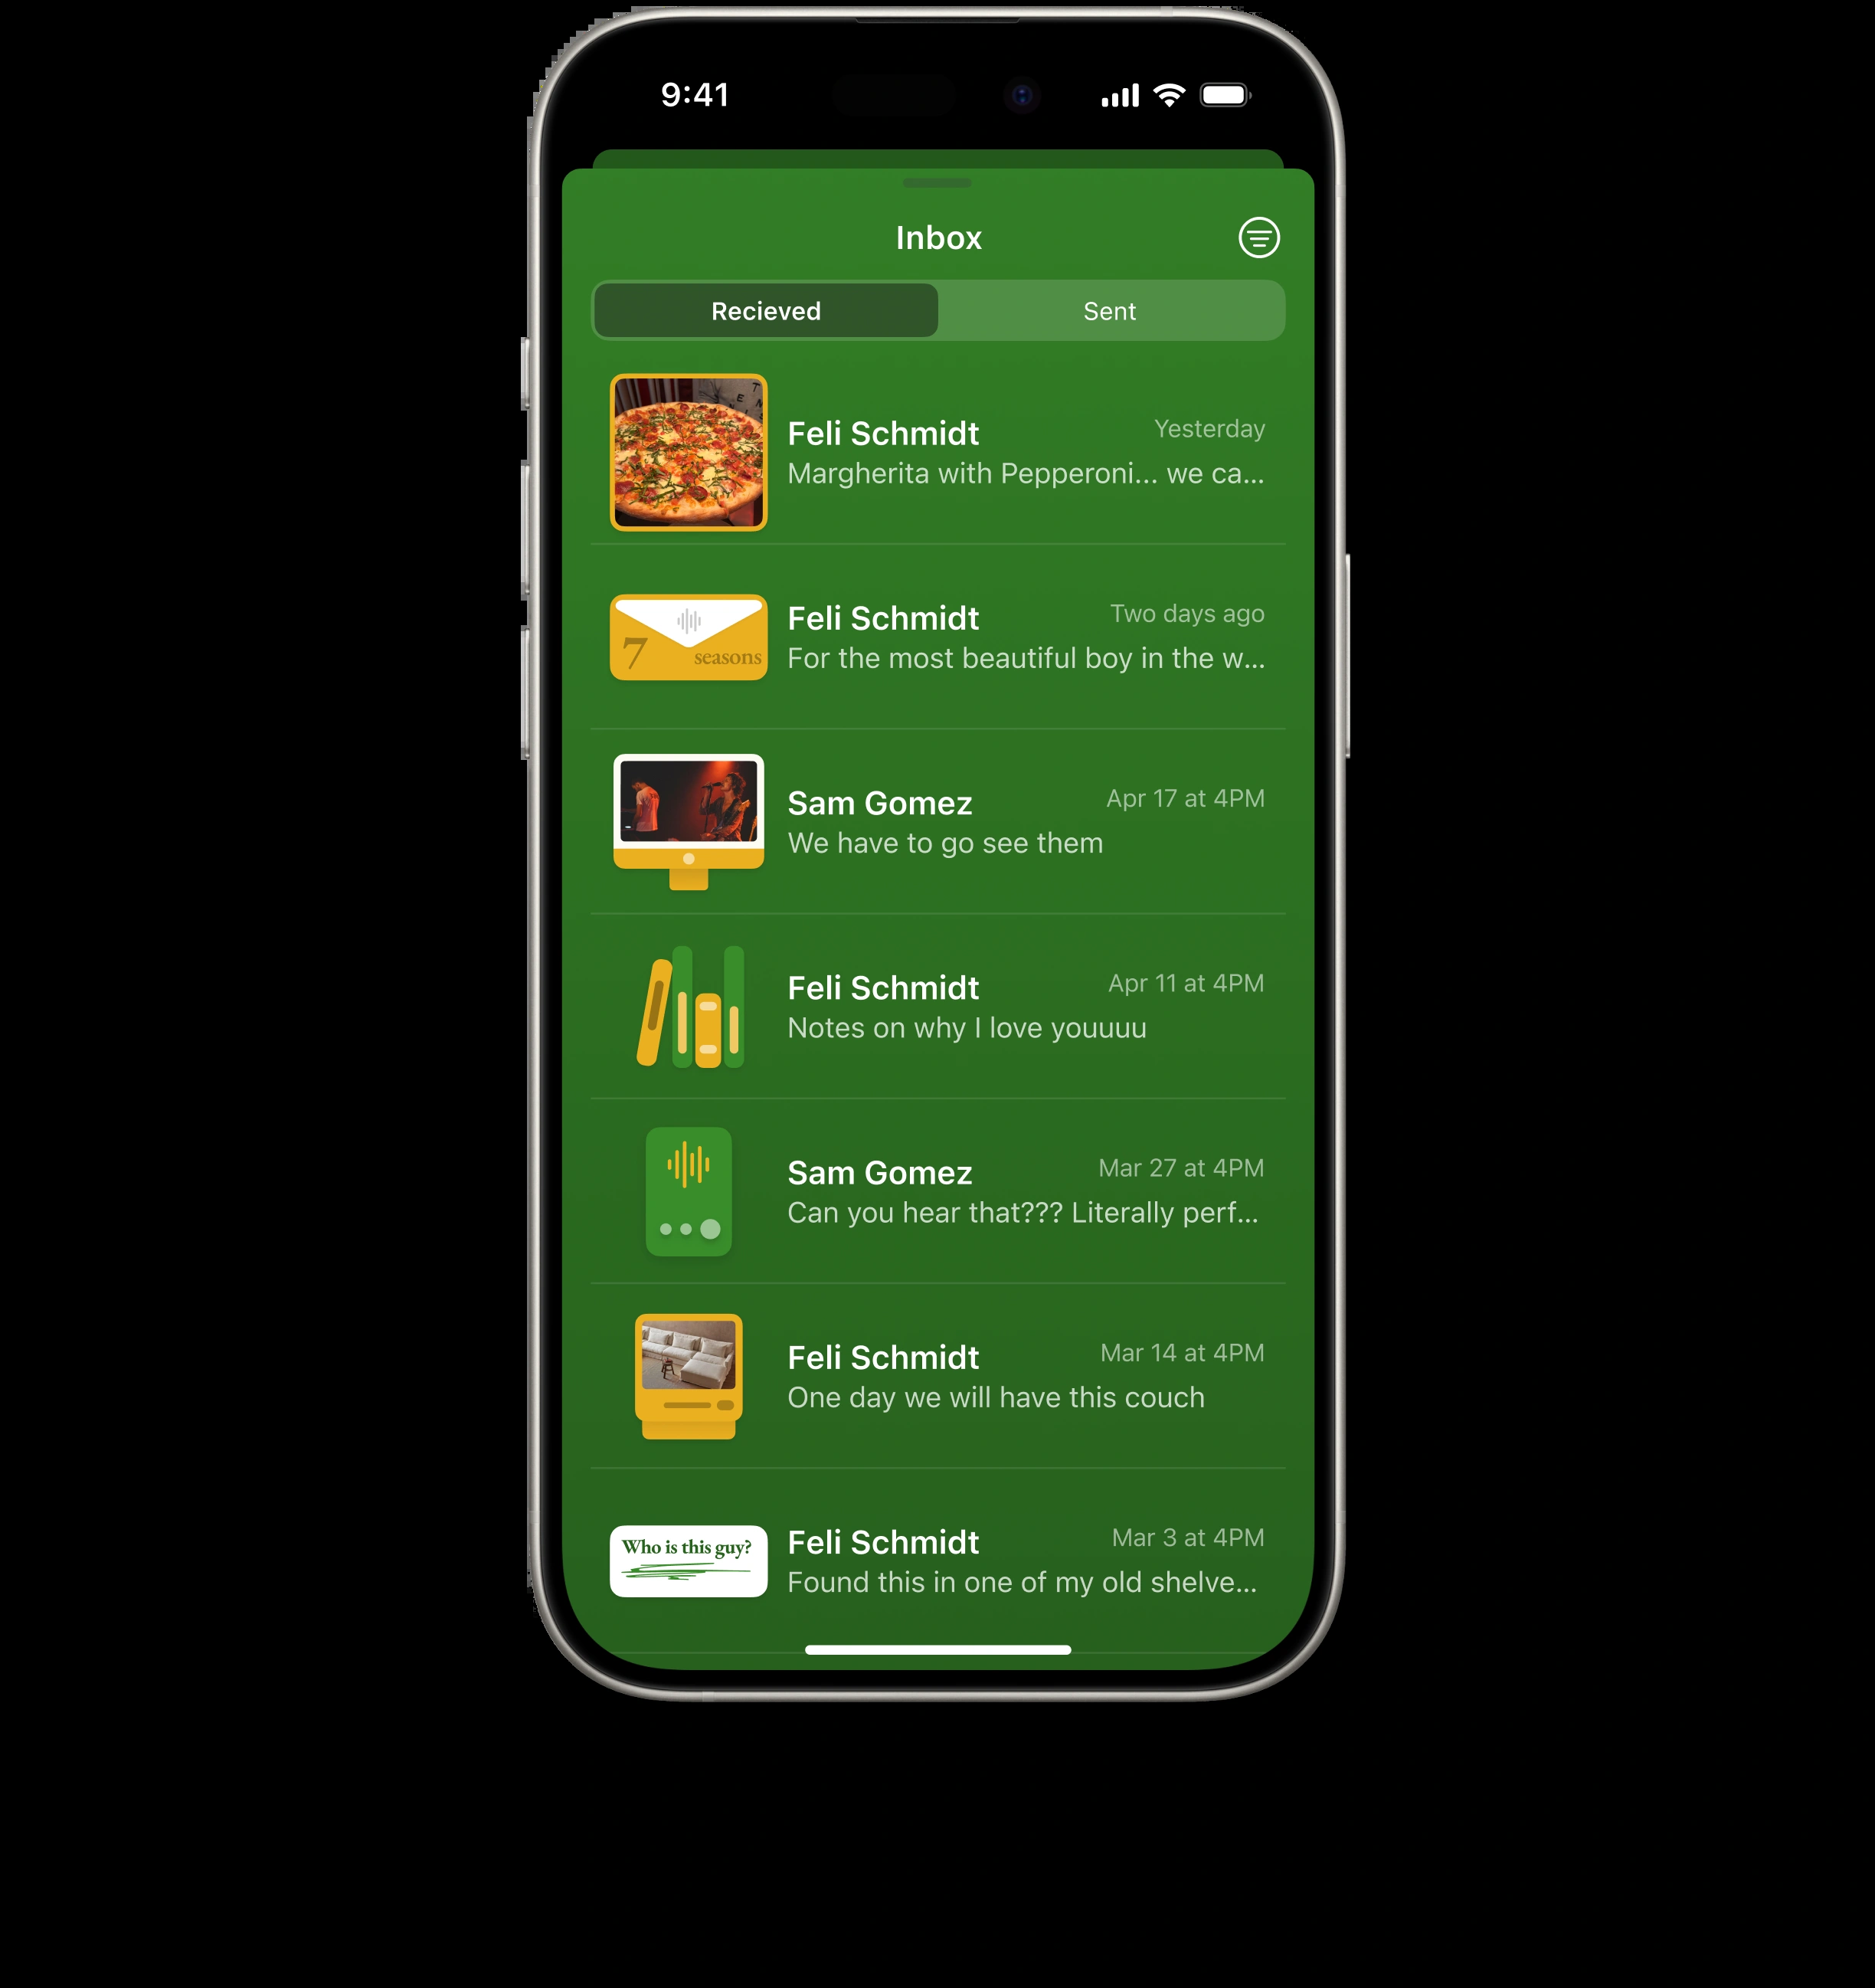 9:41
Inbox
Recieved
Sent
Feli Schmidt
Yesterday
Margherita with Pepperoni... we ca...
7
seasons
Feli Schmidt
Two days ago
For the most beautiful boy in the w...
Sam Gomez
Apr 17 at 4PM
We have to go see them
Feli Schmidt
Apr 11 at 4PM
Notes on why I love youuuu
Sam Gomez
Mar 27 at 4PM
Can you hear that??? Literally perf...
Feli Schmidt
Mar 14 at 4PM
One day we will have this couch
Who is this guy?
Feli Schmidt
Mar 3 at 4PM
Found this in one of my old shelve...